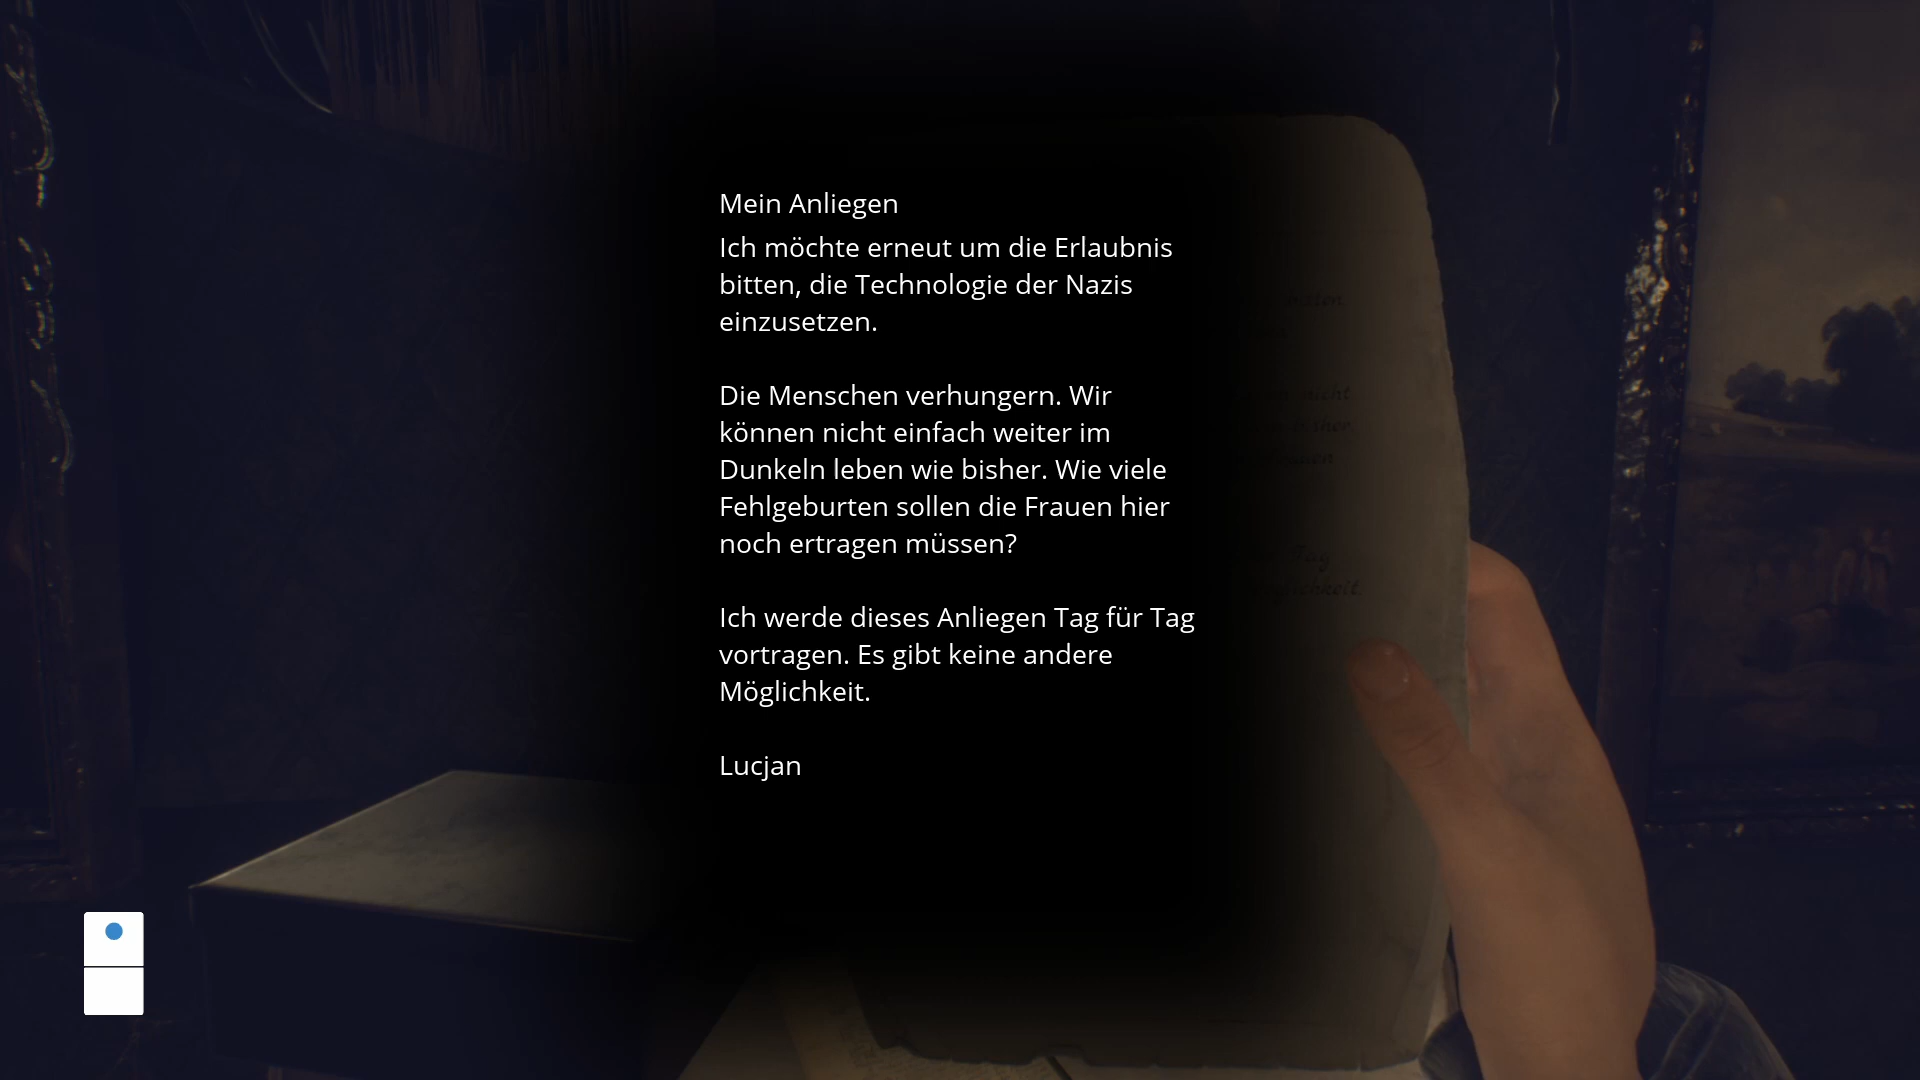 Mein Anliegen
Ich möchte erneut um die Erlaubnis
bitten, die Technologie der Nazis
einzusetzen.
Die Menschen verhungern. Wir
können nicht einfach weiter im
Dunkeln leben wie bisher. Wie viele
Fehlgeburten sollen die Frauen hier
noch ertragen müssen?
Ich werde dieses Anliegen Tag für Tag
vortragen. Es gibt keine andere
Möglichkeit.
Lucjan